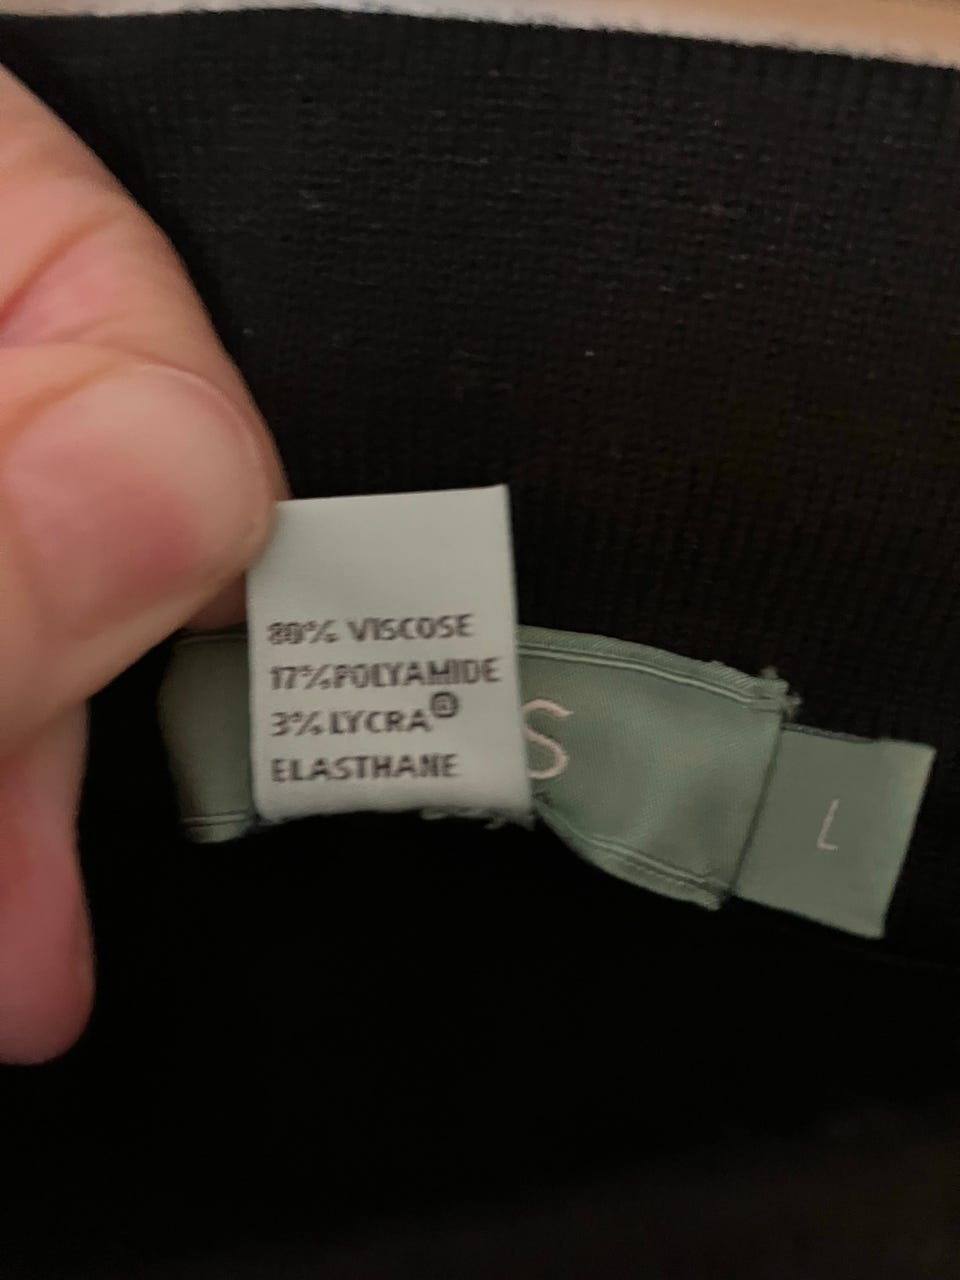 80% VISCOSE
17%POLYAMIDE
3% LYCRA®
ELASTHANE
S
L